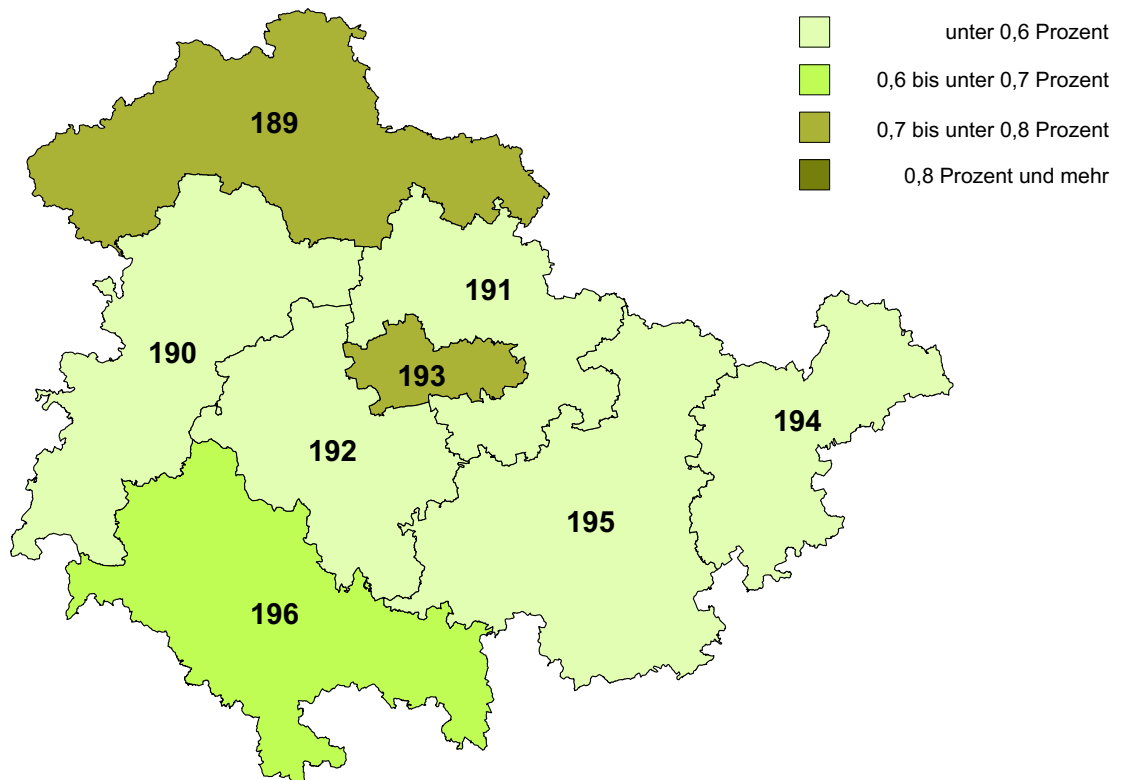 unter 0,6 Prozent
0,6 bis unter 0,7 Prozent
0,7 bis unter 0,8 Prozent
0,8 Prozent und mehr
189
191
190
193
194
192
195
196